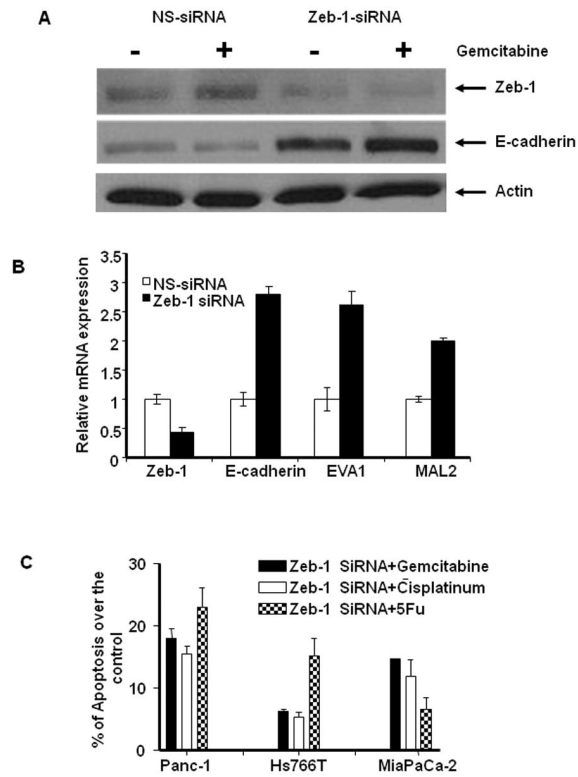 A
NS-siRNA Zeb-1-siRNA
- + - + Gemcitabine
Zeb-1
E-cadherin
Actin
B
Relative mRNA expression
3.5
3
2.5
2
1.5
1
0.5
0
NS-siRNA
Zeb-1 siRNA
Zeb-1 E-cadherin EVA1 MAL2
C
% of Apoptosis over the
control
30
20
10
0
Zeb-1 SiRNA+Gemcitabine
Zeb-1 SiRNA+Cisplatinum
Zeb-1 SiRNA+5Fu
Panc-1 Hs766T MiaPaCa-2